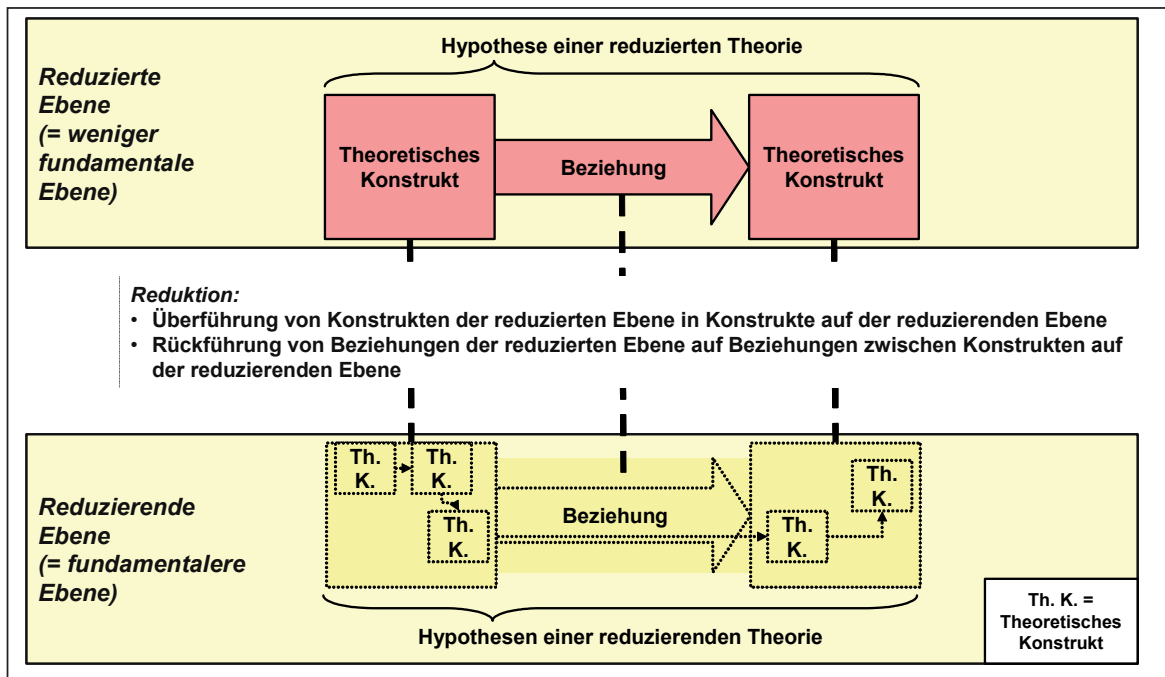 Hypothese einer reduzierten Theorie
Reduzierte
Ebene
(= weniger
fundamentale
Ebene)
Theoretisches
Konstrukt
Beziehung
Theoretisches
Konstrukt
Reduktion:
• Überführung von Konstrukten der reduzierten Ebene in Konstrukte auf der reduzierenden Ebene
• Rückführung von Beziehungen der reduzierten Ebene auf Beziehungen zwischen Konstrukten auf
der reduzierenden Ebene
Reduzierende
Ebene
(= fundamentalere
Ebene)
Th.
K.
Th.
K.
Th.
K.
Beziehung
Th.
K.
Th.
K.
Hypothesen einer reduzierenden Theorie
Th. K. =
Theoretisches
Konstrukt